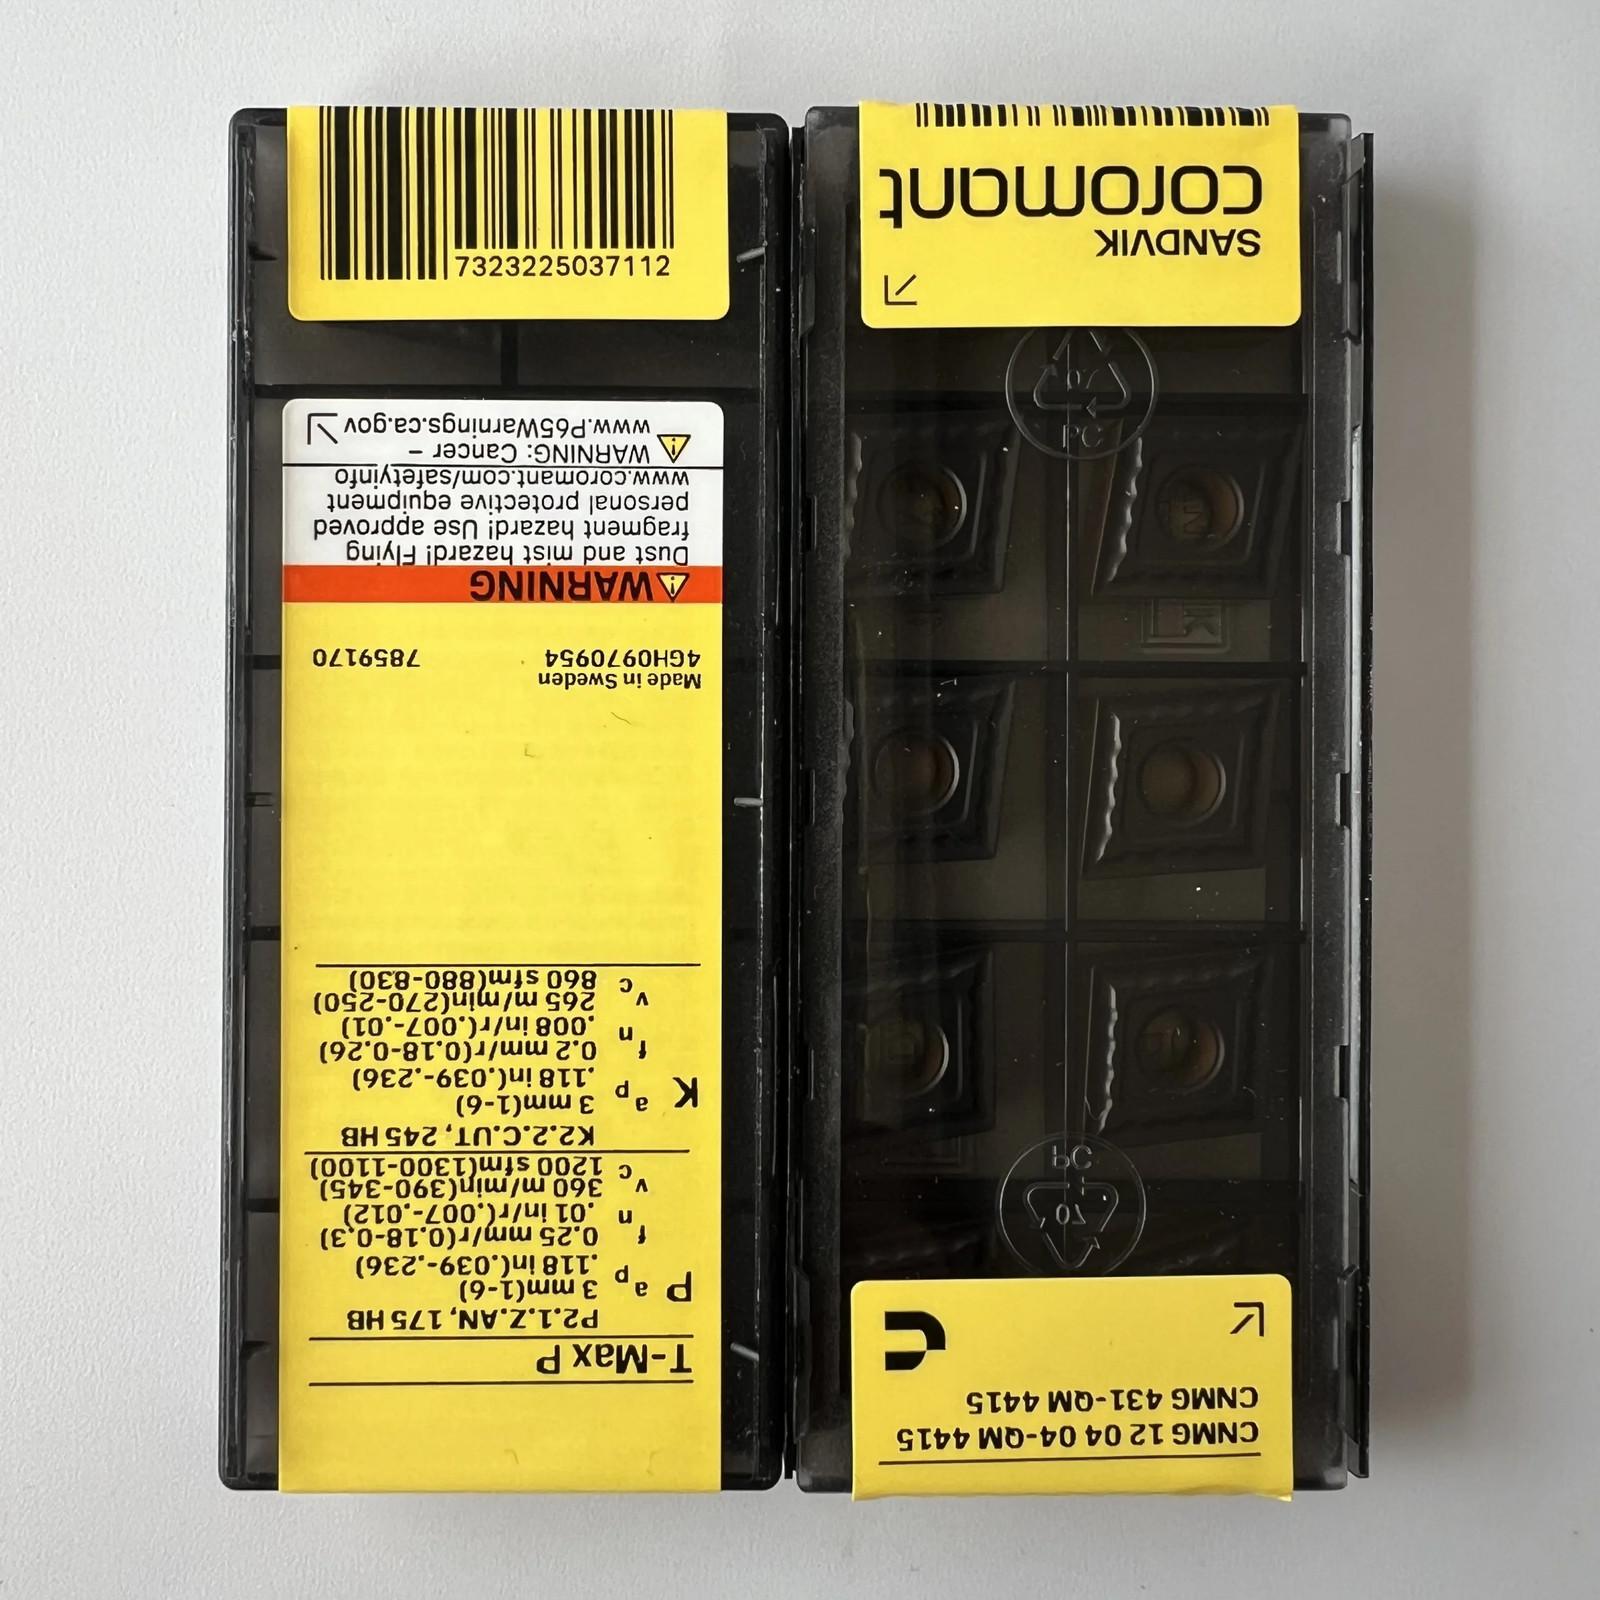 7323225037112
T-Max P
P2.1.Z.AN, 175 HB
P ap 3 mm(1-6)
.118 in(.039-.236)
fn 0.25 mm/r(0.18-0.3)
.01 in/r(.007-.012)
vc 360 m/min(390-345)
1200 sfm(1300-1100)
K2.2.C.UT, 245 HB
K ap 3 mm(1-6)
.118 in(.039-.236)
fn 0.2 mm/r(0.18-0.26)
.008 in/r(.007-.01)
vc 265 m/min(270-250)
860 sfm(880-830)
Made in Sweden
4GH0970954 7859170
WARNING
Dust and mist hazard! Flying
fragment hazard! Use approved
personal protective equipment
www.coromant.com/safetyinfo
WARNING: Cancer –
www.P65Warnings.ca.gov
CNMG 12 04 04-QM 4415
CNMG 431-QM 4415
PC
07
07
PC
SANDVIK
coromant